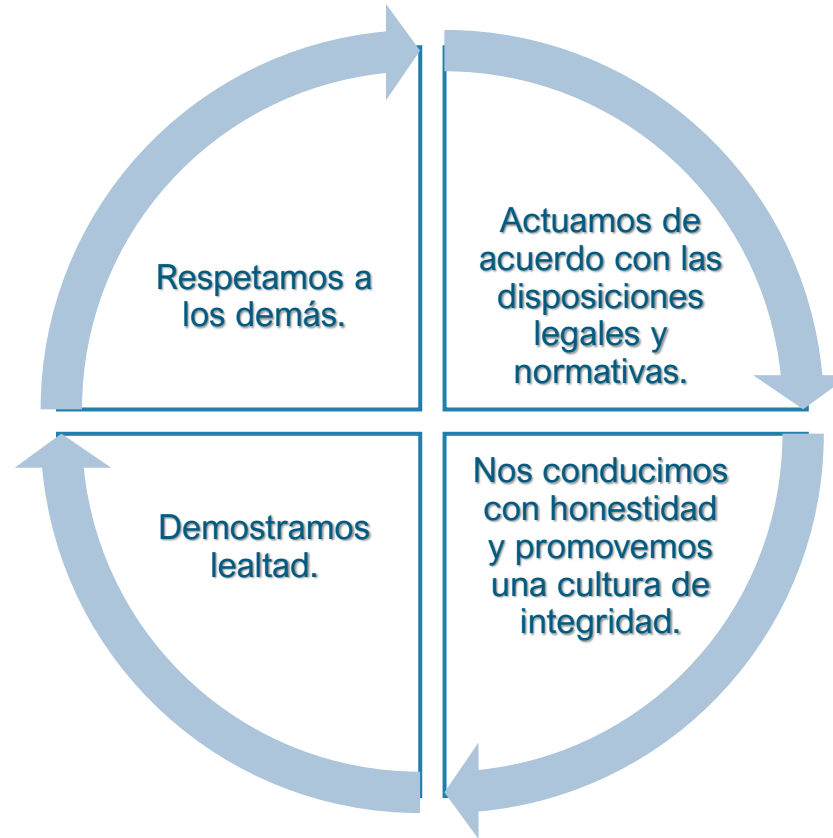 Respetamos a
los demás.
Actuamos de
acuerdo con las
disposiciones
legales y
normativas.
Demostramos
lealtad.
Nos conducimos
con honestidad
y promovemos
una cultura de
integridad.